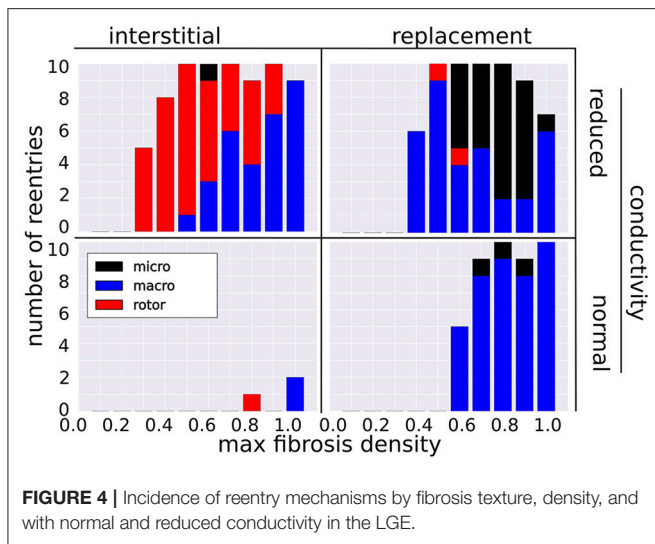 interstitial replacement
number of reentries
10
8
6
4
2
0
10
8
6
4
2
0
micro
macro
rotor
reduced
normal
conductivity
0.0 0.2 0.4 0.6 0.8 1.0 0.2 0.4 0.6 0.8 1.0
max fibrosis density
FIGURE 4 | Incidence of reentry mechanisms by fibrosis texture, density, and
with normal and reduced conductivity in the LGE.